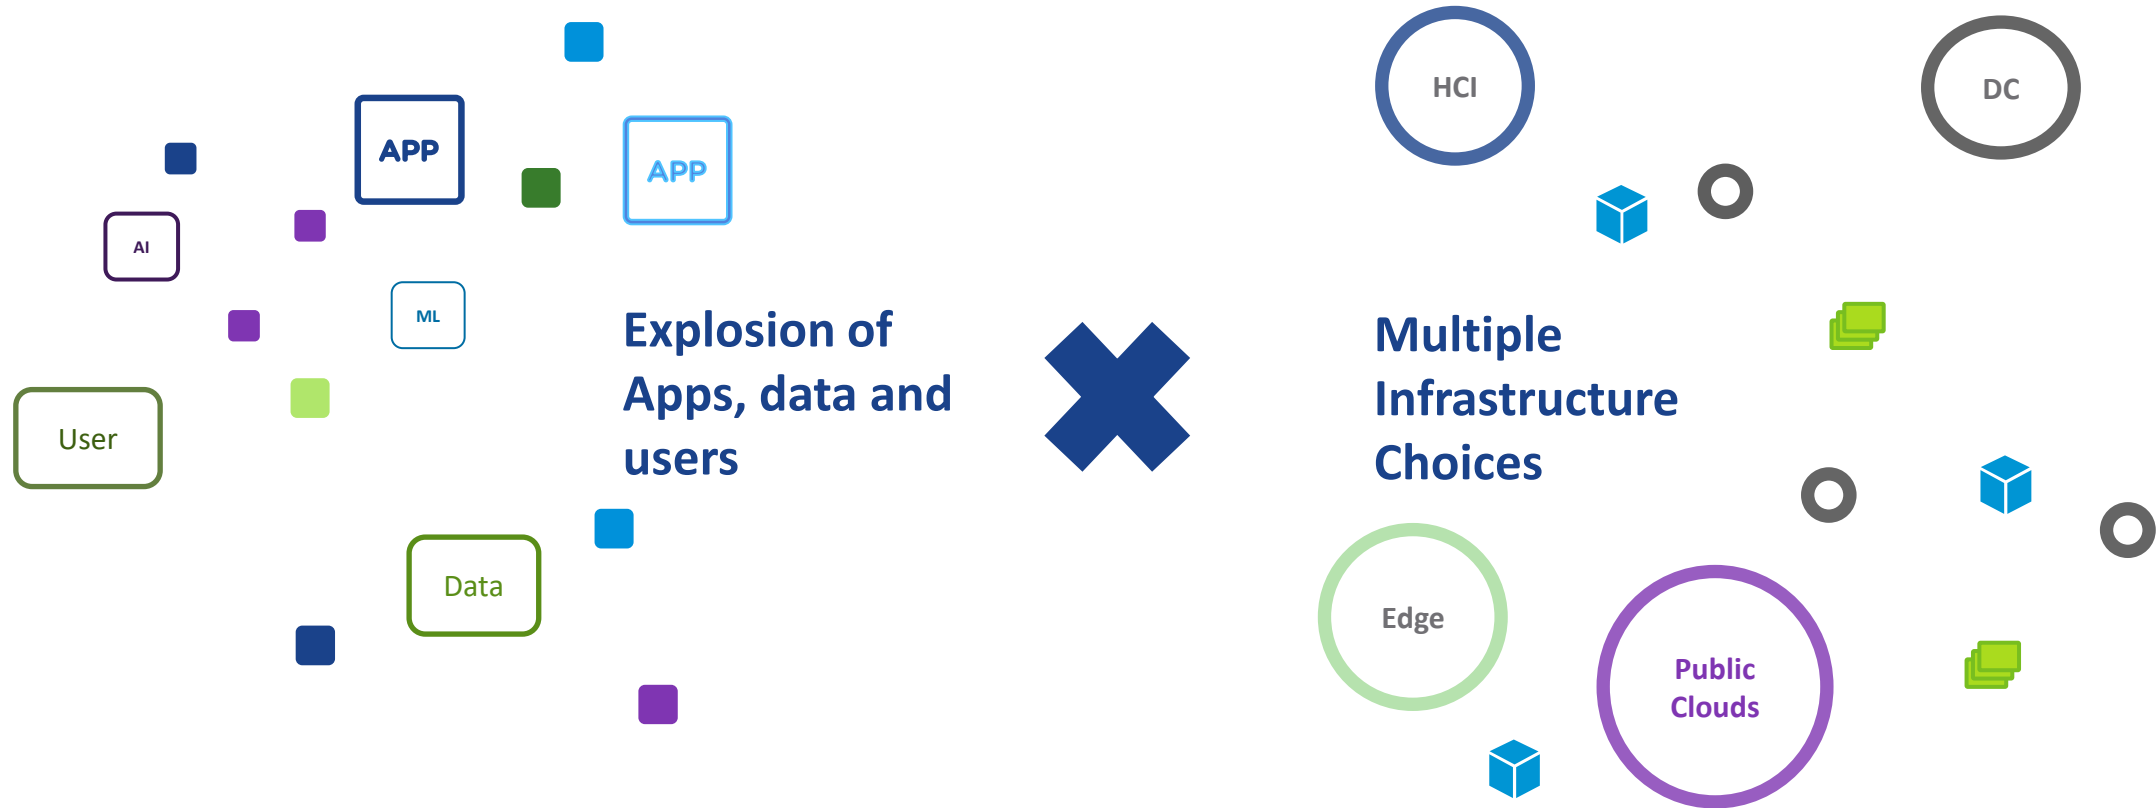 APP
APP
AI
ML
User
Data
Explosion of
Apps, data and
users
HCI
DC
Multiple
Infrastructure
Choices
Edge
Public
Clouds